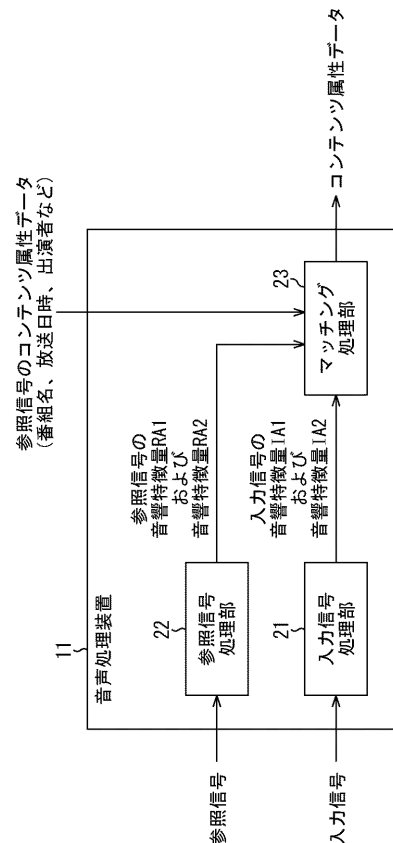 参照信号のコンテンツ属性データ
(番組名、放送日時、出演者など)
11
音声処理装置
参照信号
22
参照信号
処理部
参照信号の
音響特徴量RA1
および
音響特徴量RA2
入力信号
21
入力信号
処理部
入力信号の
音響特徴量IA1
および
音響特徴量IA2
23
マッチング
処理部
コンテンツ属性データ